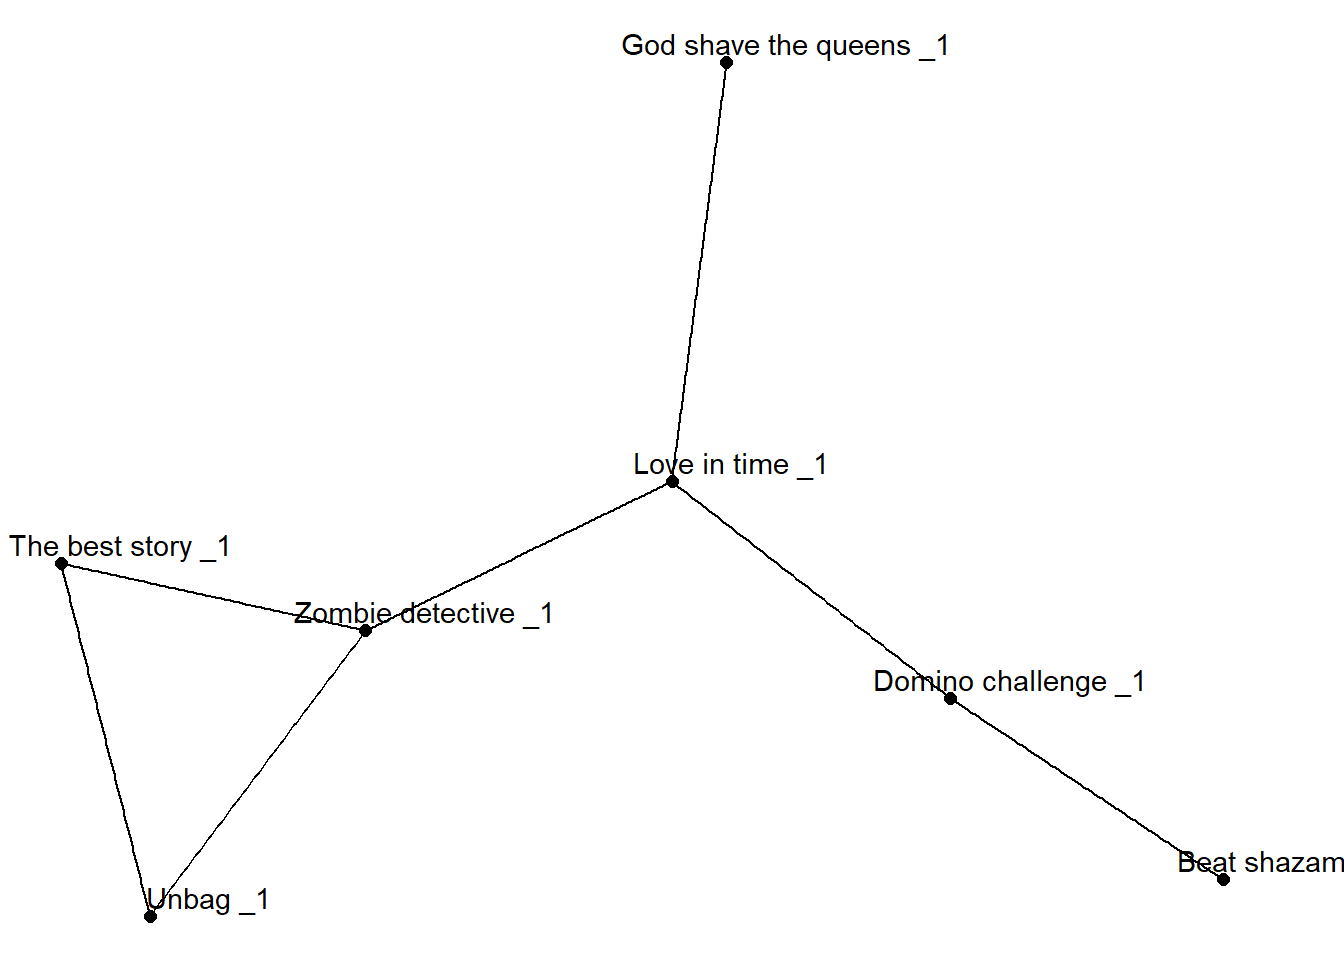 God shave the queens _1
Love in time _1
The best story _1
Zombie detective _1
Domino challenge _1
Beat shazam
Unbag _1